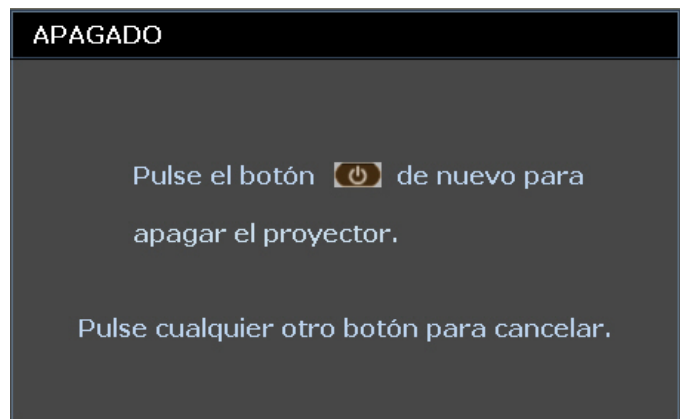 APAGADO
Pulse el botón de nuevo para
apagar el proyector.
Pulse cualquier otro botón para cancelar.